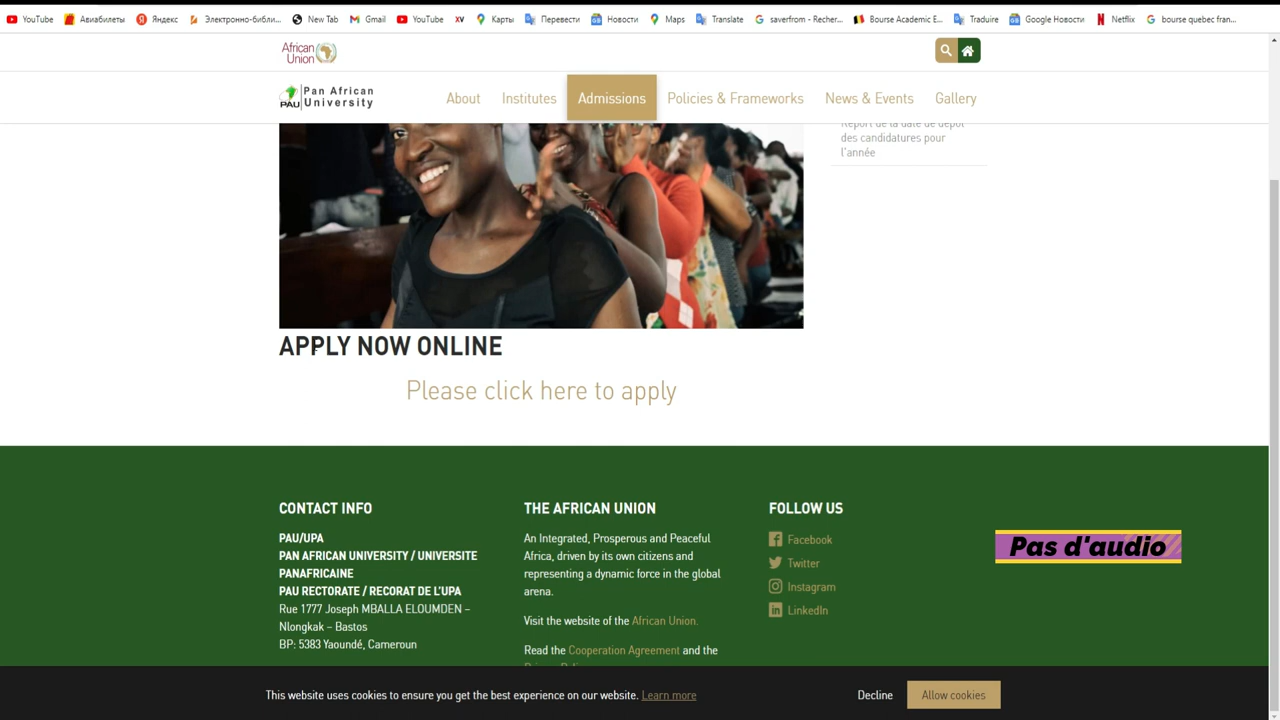 YouTube
Авиабилеты
Яндекс
Электронно-библи...
New Tab
Gmail
YouTube
XV
Карты
Перевести
Новости
Maps
Translate
saverfrom - Recher...
Bourse Academic E...
Traduire
Google Новости
Netflix
bourse quebec fran...
African
Union
PAU
Pan African
University
About
Institutes
Admissions
Policies & Frameworks
News & Events
Gallery
Report de la date de dépôt
des candidatures pour
l'année
APPLY NOW ONLINE
Please click here to apply
CONTACT INFO
PAU/UPA
PAN AFRICAN UNIVERSITY / UNIVERSITE
PANAFRICAINE
PAU RECTORATE / RECORAT DE L'UPA
Rue 1777 Joseph MBALLA ELOUMDEN –
Nlongkak – Bastos
BP: 5383 Yaoundé, Cameroun
THE AFRICAN UNION
An Integrated, Prosperous and Peaceful
Africa, driven by its own citizens and
representing a dynamic force in the global
arena.
Visit the website of the African Union.
Read the Cooperation Agreement and the
FOLLOW US
Facebook
Twitter
Instagram
LinkedIn
Pas d'audio
This website uses cookies to ensure you get the best experience on our website. Learn more
Decline
Allow cookies